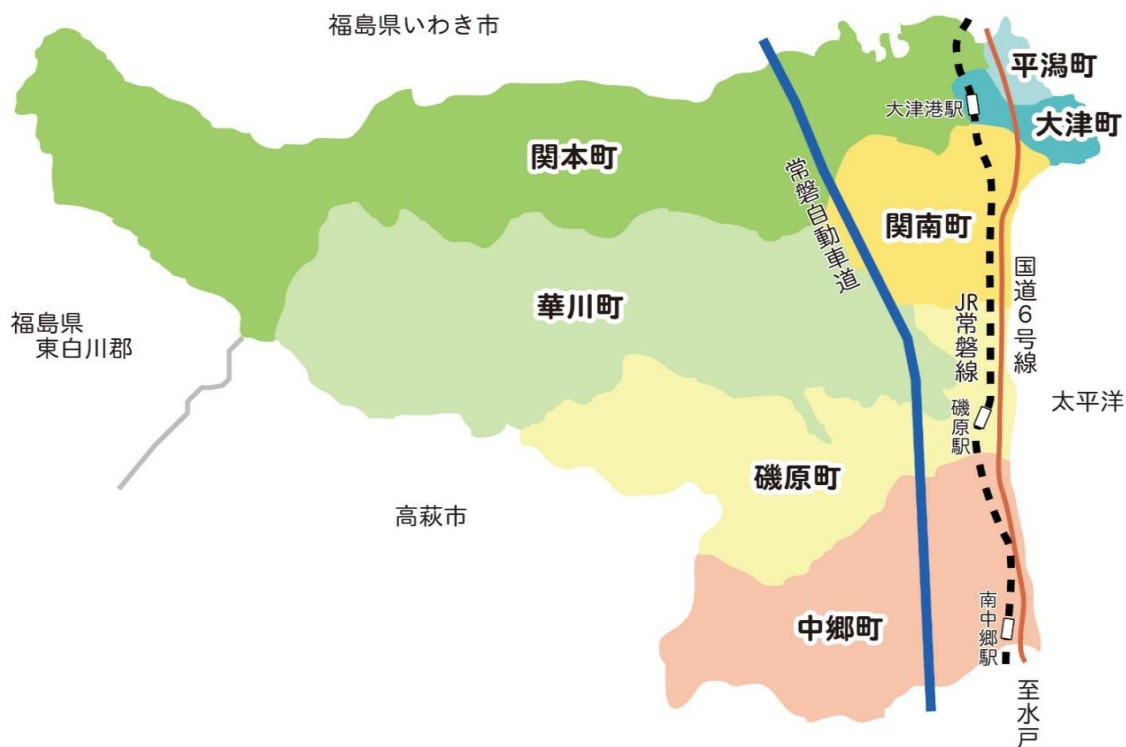 福島県いわき市
平潟町
大津港駅
大津町
関本町
常磐自動車道
関南町
華川町
JR常磐線
国道6号線
福島県
東白川郡
太平洋
磯原駅
磯原町
高萩市
中郷町
南中郷駅
至水戸